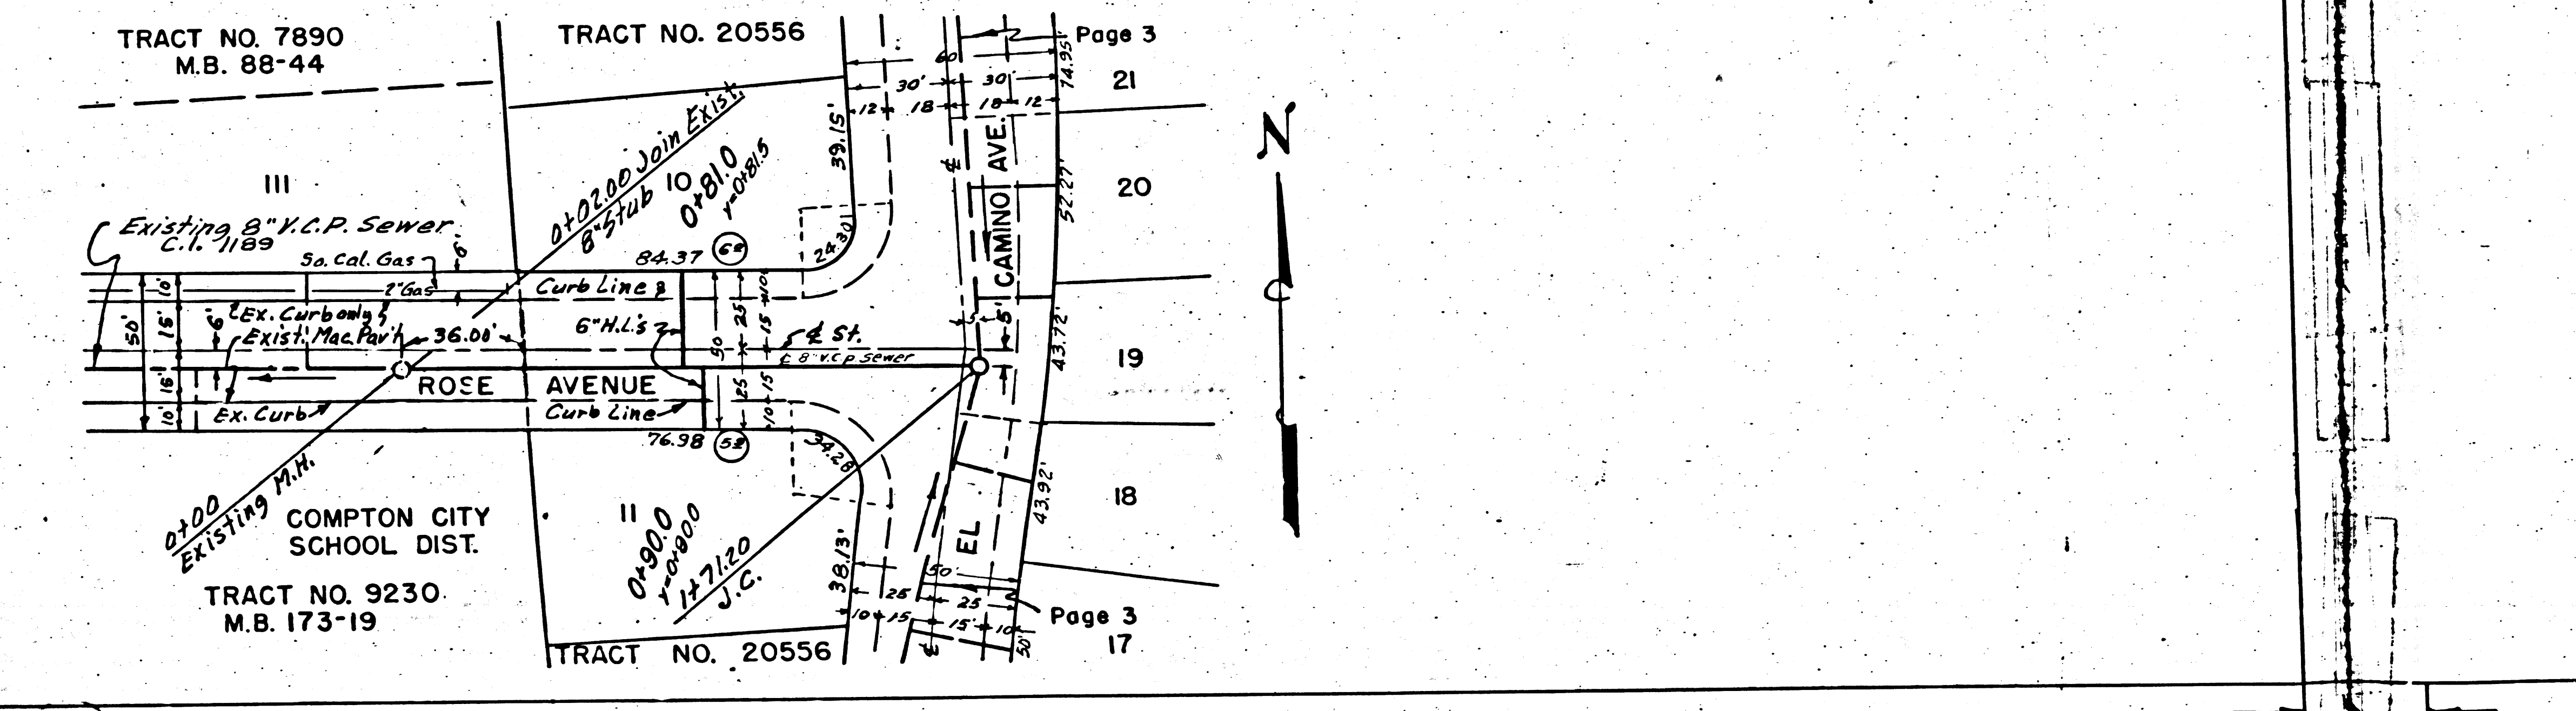 TRACT NO. 7890
M.B. 88-44
TRACT NO. 20556
Page 3
60
30' 30'
12 18 18 12
74.95'
21
N
39.15'
0+02.00 Join Exist.
8" Stub
10
0+81.0
Y=0+81.5
℄
CAMINO AVE.
52.27'
20
111
Existing 8" V.C.P. Sewer
C.I. 1189
So. Cal. Gas
6'
2" Gas
84.37
62
24.30
Curb Line
10'
Ex. Curb only
Exist. Mac. Pav't.
36.00'
6" H.L's
50'
15'
6'
50
25
10
15
℄ St.
℄ 8" V.C.P. Sewer
5'
5'
43.72'
19
ROSE AVENUE
15'
10'
Ex. Curb
Curb Line
25
15
10
76.98
52
34.28
0+00
Existing M.H.
COMPTON CITY
SCHOOL DIST.
TRACT NO. 9230
M.B. 173-19
11
0+90.0
Y=0+90.0
1+71.20
J.C.
38.13'
EL
43.92'
18
50'
25 25
10 15 15' 10'
Page 3
17
50'
℄
TRACT NO. 20556